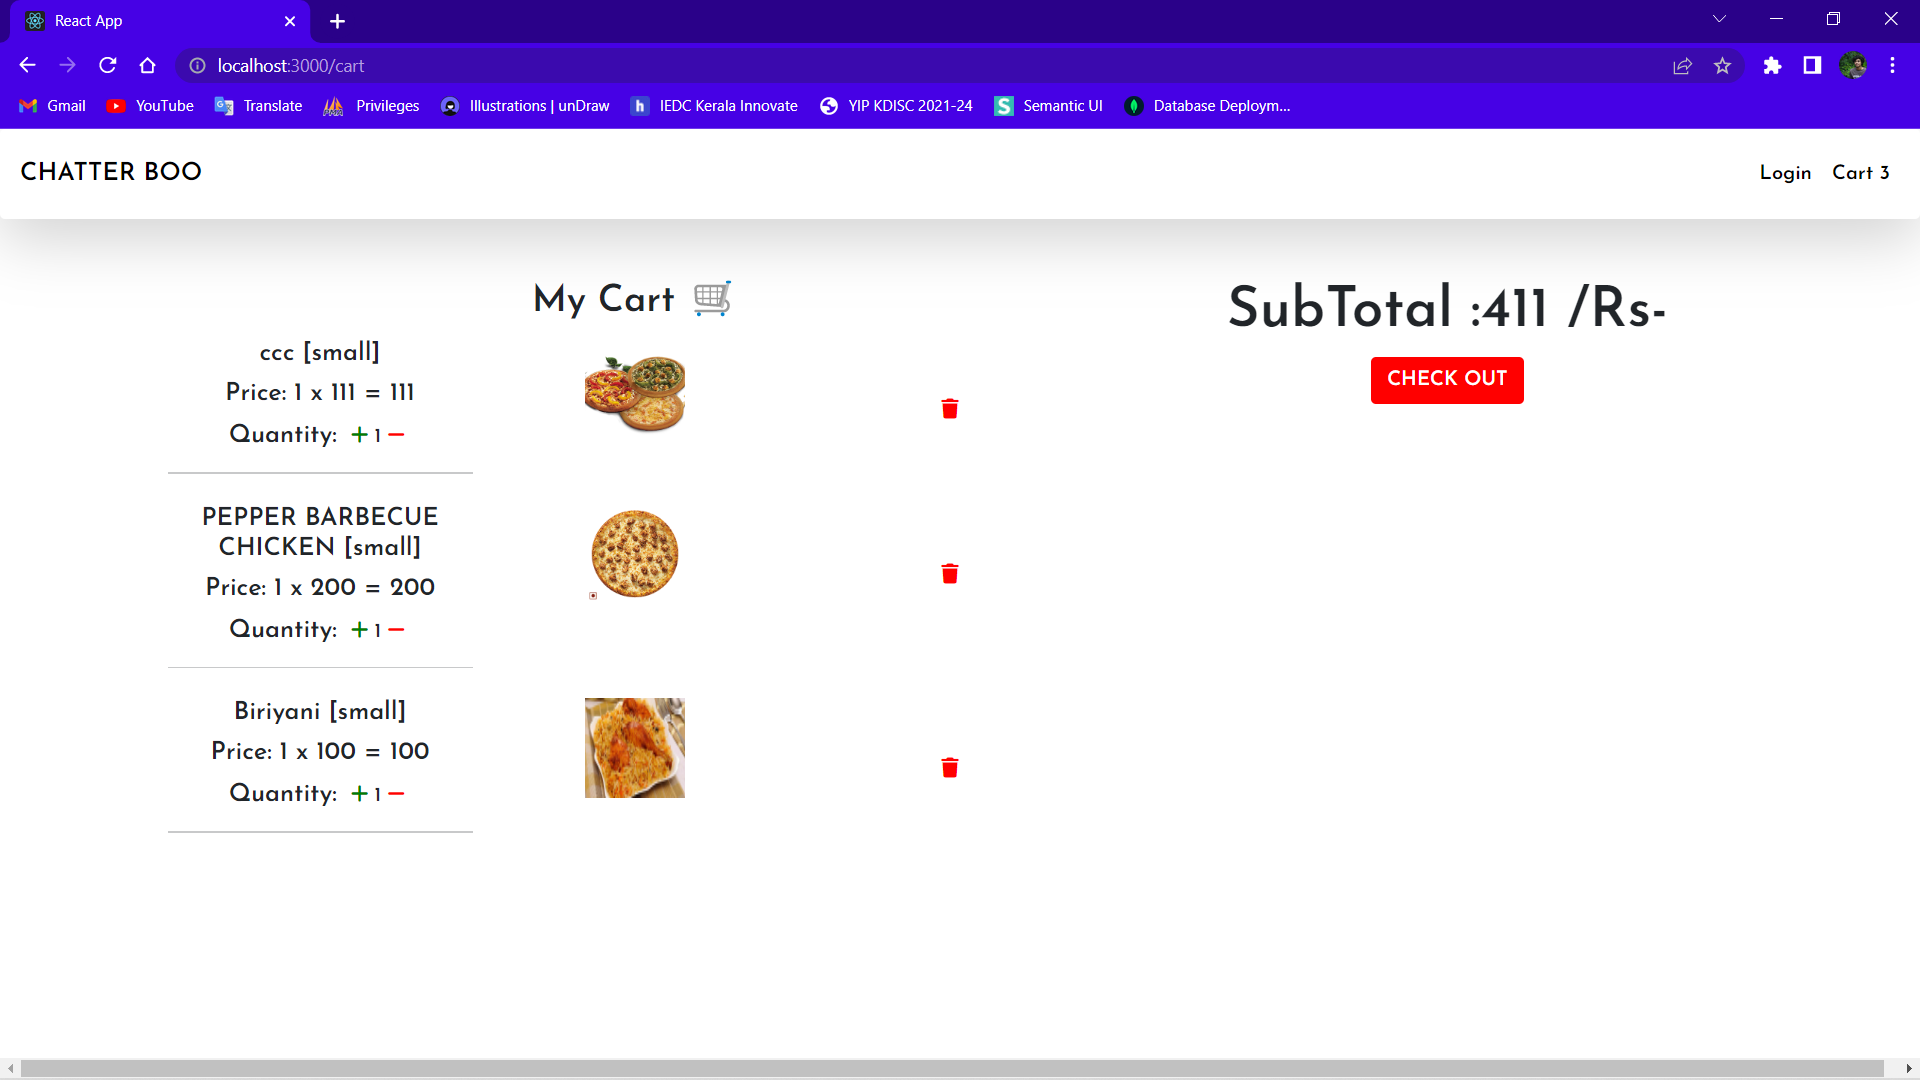 React App
localhost:3000/cart
Gmail YouTube Translate Privileges Illustrations | unDraw IEDC Kerala Innovate YIP KDISC 2021-24 Semantic UI Database Deploym...
CHATTER BOO
Login Cart 3
My Cart
ccc [small]
Price: 1 x 111 = 111
Quantity: + 1 −
PEPPER BARBECUE
CHICKEN [small]
Price: 1 x 200 = 200
Quantity: + 1 −
Biriyani [small]
Price: 1 x 100 = 100
Quantity: + 1 −
SubTotal :411 /Rs-
CHECK OUT